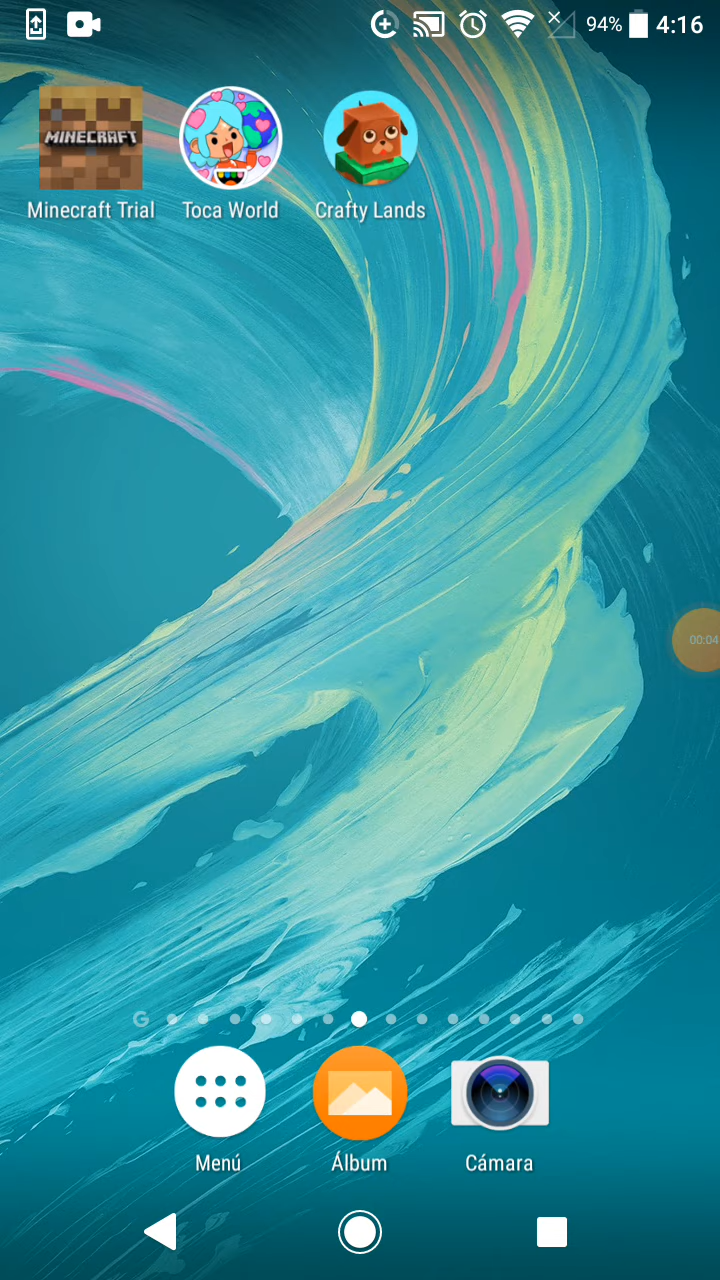 94% 4:16
MINECRAFT
Minecraft Trial Toca World Crafty Lands
00:04
G
Menú Álbum Cámara